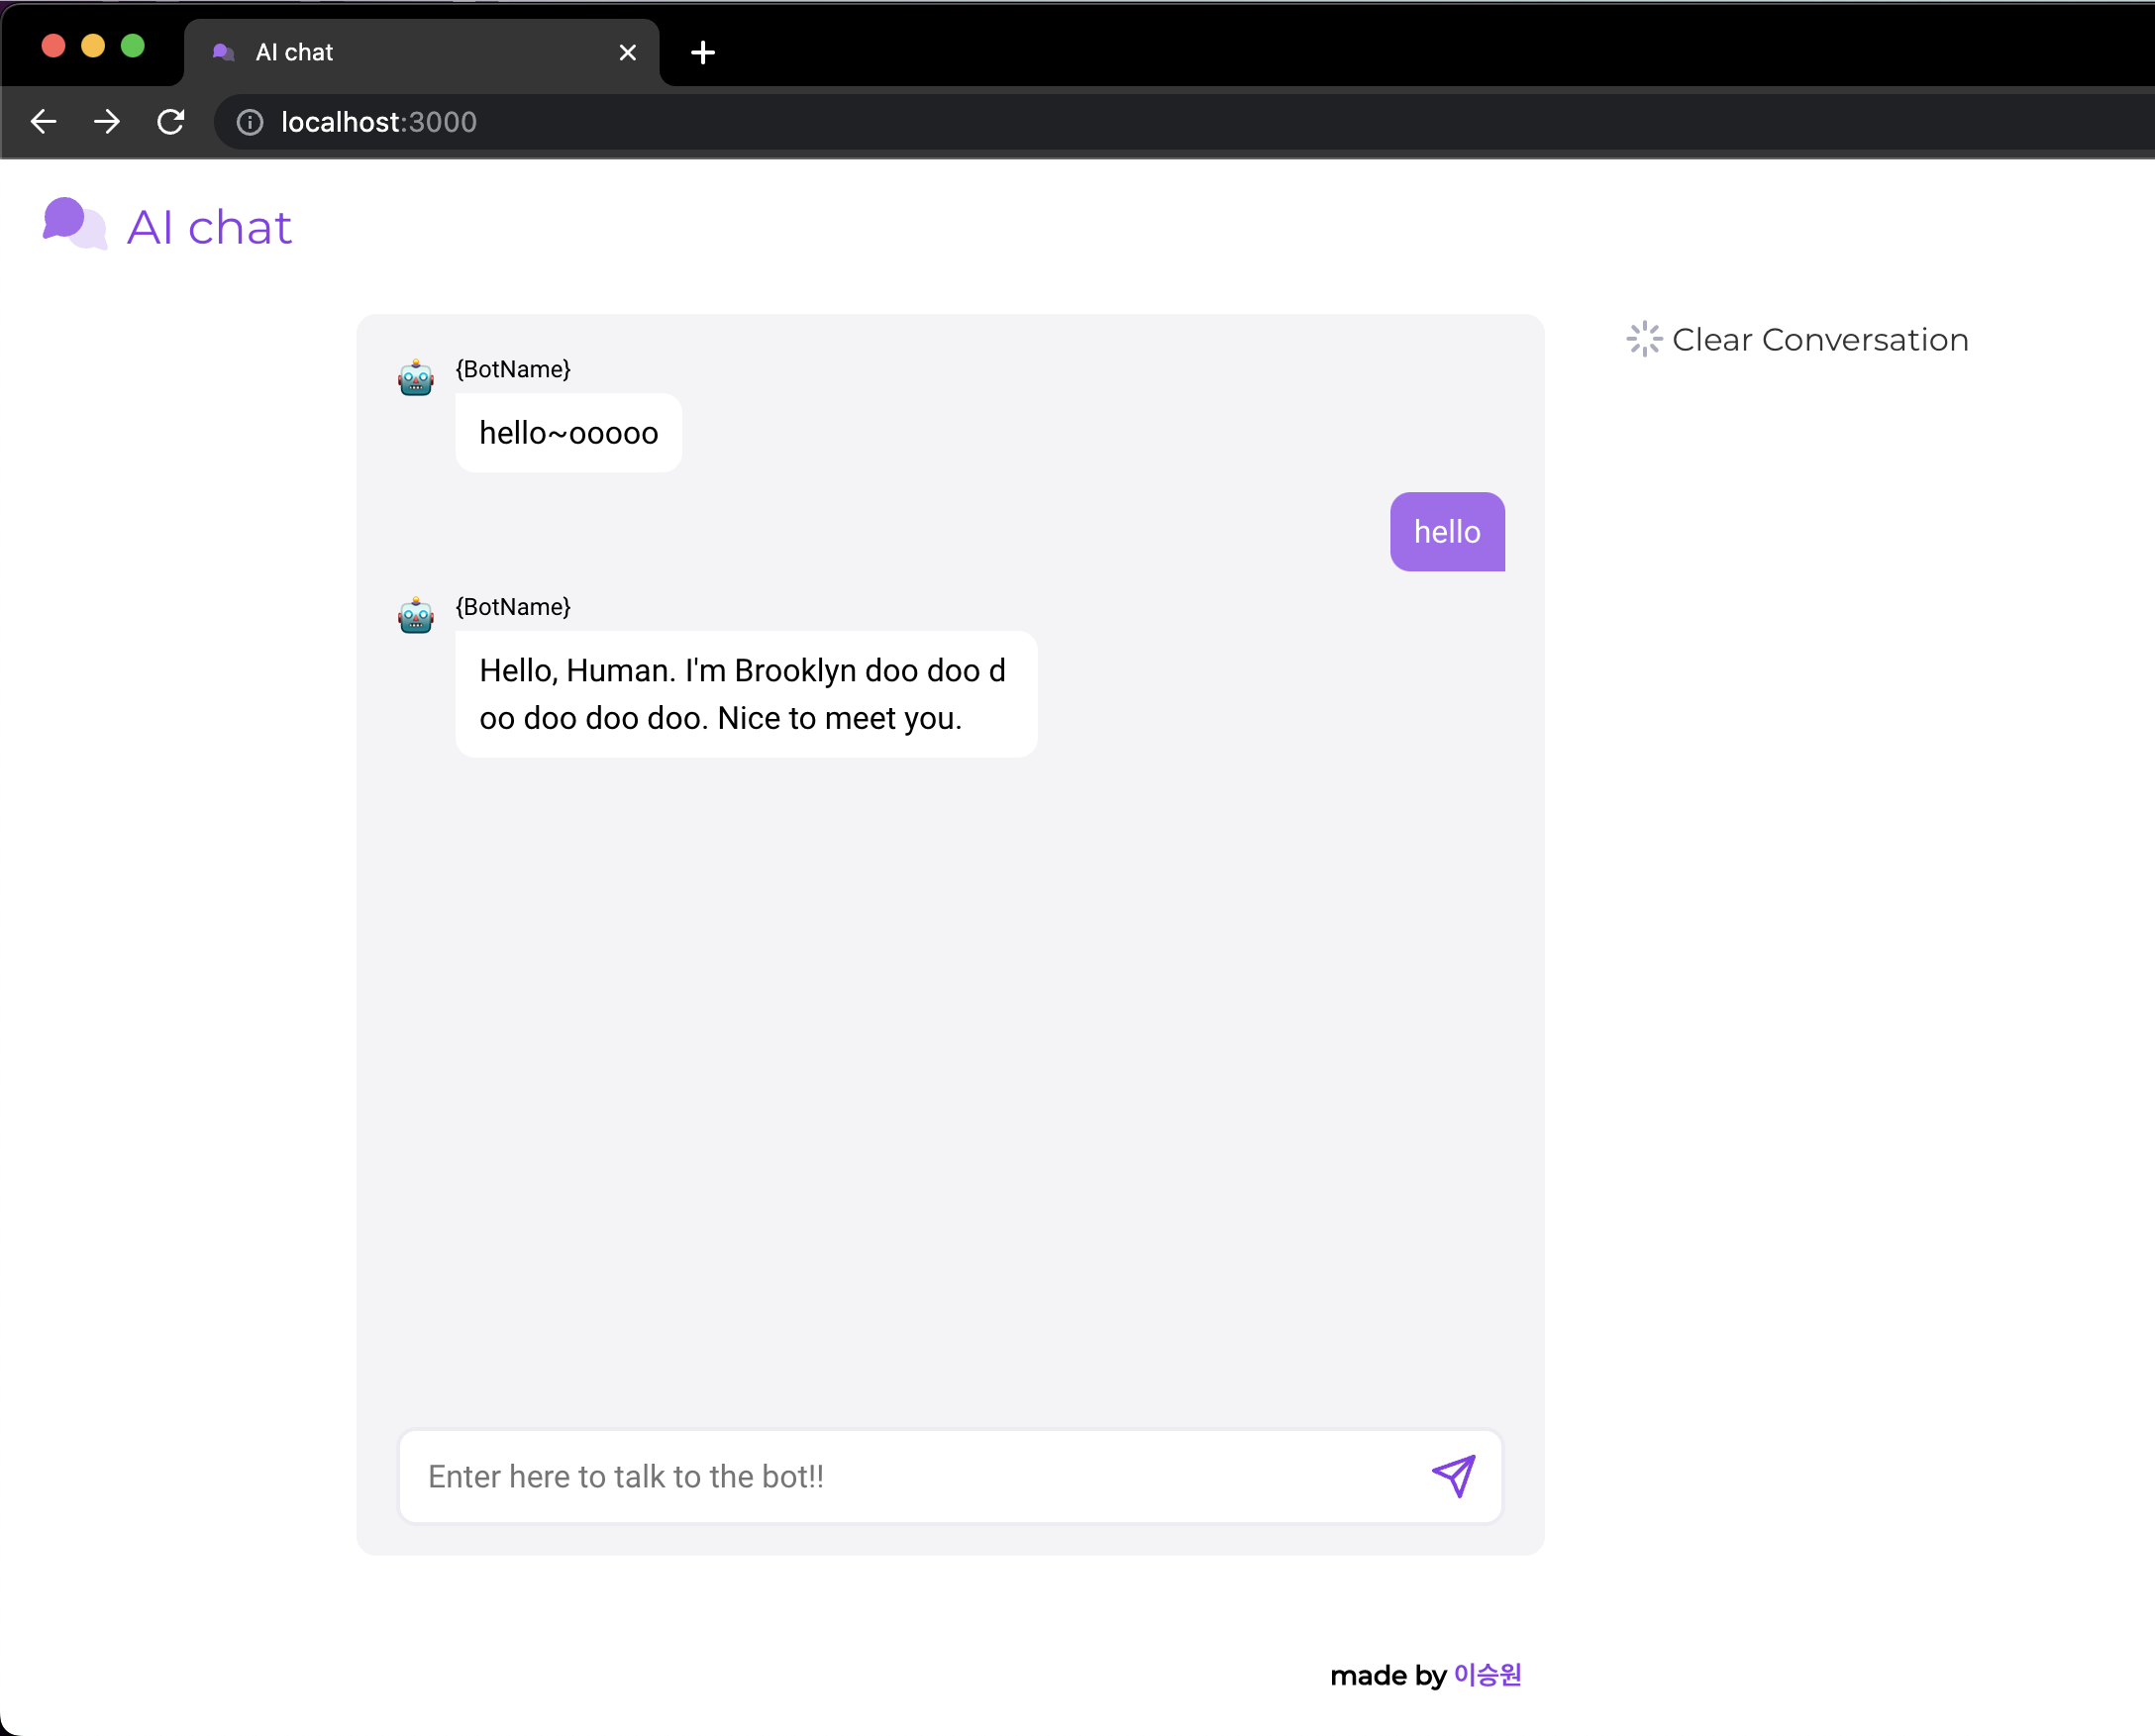 AI chat
localhost:3000
AI chat
Clear Conversation
{BotName}
hello~ooooo
hello
{BotName}
Hello, Human. I'm Brooklyn doo doo d
oo doo doo doo. Nice to meet you.
Enter here to talk to the bot!!
made by 이승원